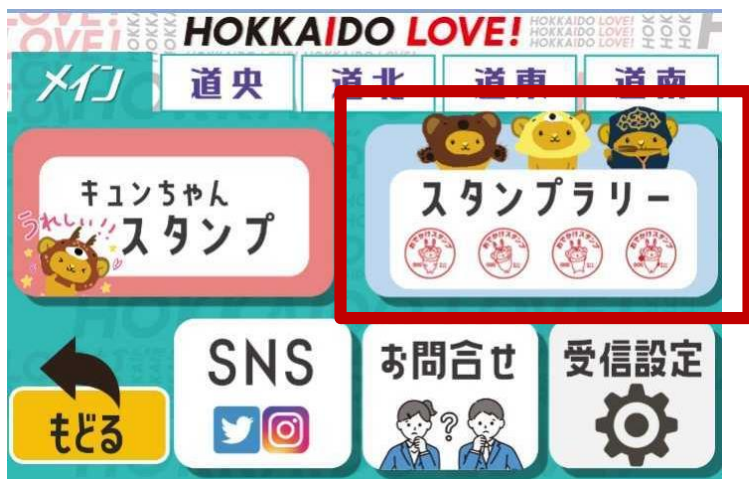 HOKKAIDO LOVE!
メイン
道央
道北
道東
道南
キュンちゃん
スタンプ
うれしい!!
スタンプラリー
もどる
SNS
お問合せ
?
受信設定